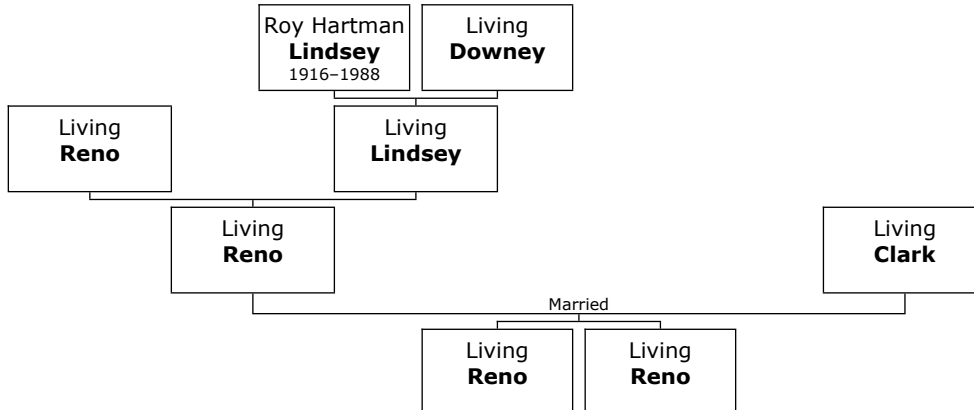 Roy Hartman
Lindsey
1916–1988
Living
Downey
Living
Reno
Living
Lindsey
Living
Reno
Living
Clark
Married
Living
Reno
Living
Reno